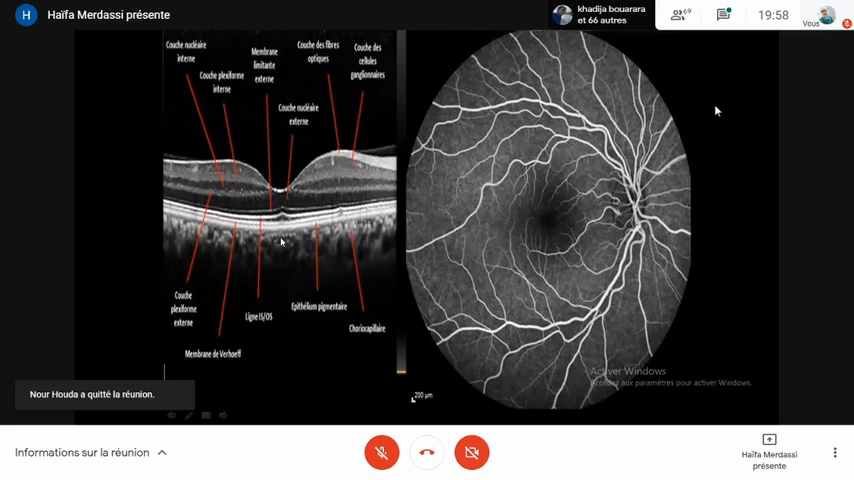 H Haïfa Merdassi présente
khadija bouarara
et 66 autres
69
19:58
Vous
Couche nucléaire
interne
Couche plexiforme
interne
Membrane
limitante
externe
Couche des fibres
optiques
Couche des
cellules
ganglionnaires
Couche nucléaire
externe
Couche
plexiforme
externe
Membrane de Verhoeff
Ligne IS/OS
Epithélium pigmentaire
Choriocapillaire
200 µm
Activer Windows
Accédez aux paramètres pour activer Windows.
Nour Houda a quitté la réunion.
Informations sur la réunion
Haïfa Merdassi
présente